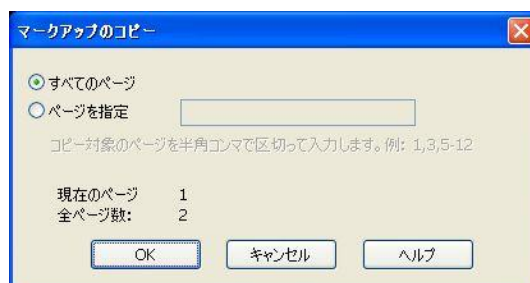 マークアップのコピー
すべてのページ
ページを指定
コピー対象のページを半角コンマで区切って入力します。例: 1,3,5-12
現在のページ 1
全ページ数: 2
OK キャンセル ヘルプ